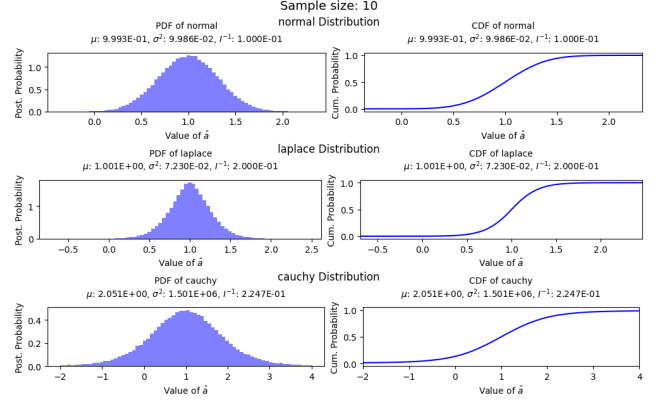 Sample size: 10
normal Distribution
PDF of normal
μ: 9.993E-01, σ²: 9.986E-02, I⁻¹: 1.000E-01
CDF of normal
μ: 9.993E-01, σ²: 9.986E-02, I⁻¹: 1.000E-01
Post. Probability
1.0
0.5
0.0
0.0 0.5 1.0 1.5 2.0
Value of â
Cum. Probability
1.0
0.5
0.0
0.0 0.5 1.0 1.5 2.0
Value of â
laplace Distribution
PDF of laplace
μ: 1.001E+00, σ²: 7.230E-02, I⁻¹: 2.000E-01
CDF of laplace
μ: 1.001E+00, σ²: 7.230E-02, I⁻¹: 2.000E-01
Post. Probability
1
0
−0.5 0.0 0.5 1.0 1.5 2.0 2.5
Value of â
Cum. Probability
1.0
0.5
0.0
−0.5 0.0 0.5 1.0 1.5 2.0
Value of â
cauchy Distribution
PDF of cauchy
μ: 2.051E+00, σ²: 1.501E+06, I⁻¹: 2.247E-01
CDF of cauchy
μ: 2.051E+00, σ²: 1.501E+06, I⁻¹: 2.247E-01
Post. Probability
0.4
0.2
0.0
−2 −1 0 1 2 3 4
Value of â
Cum. Probability
1.0
0.5
0.0
−2 −1 0 1 2 3 4
Value of â